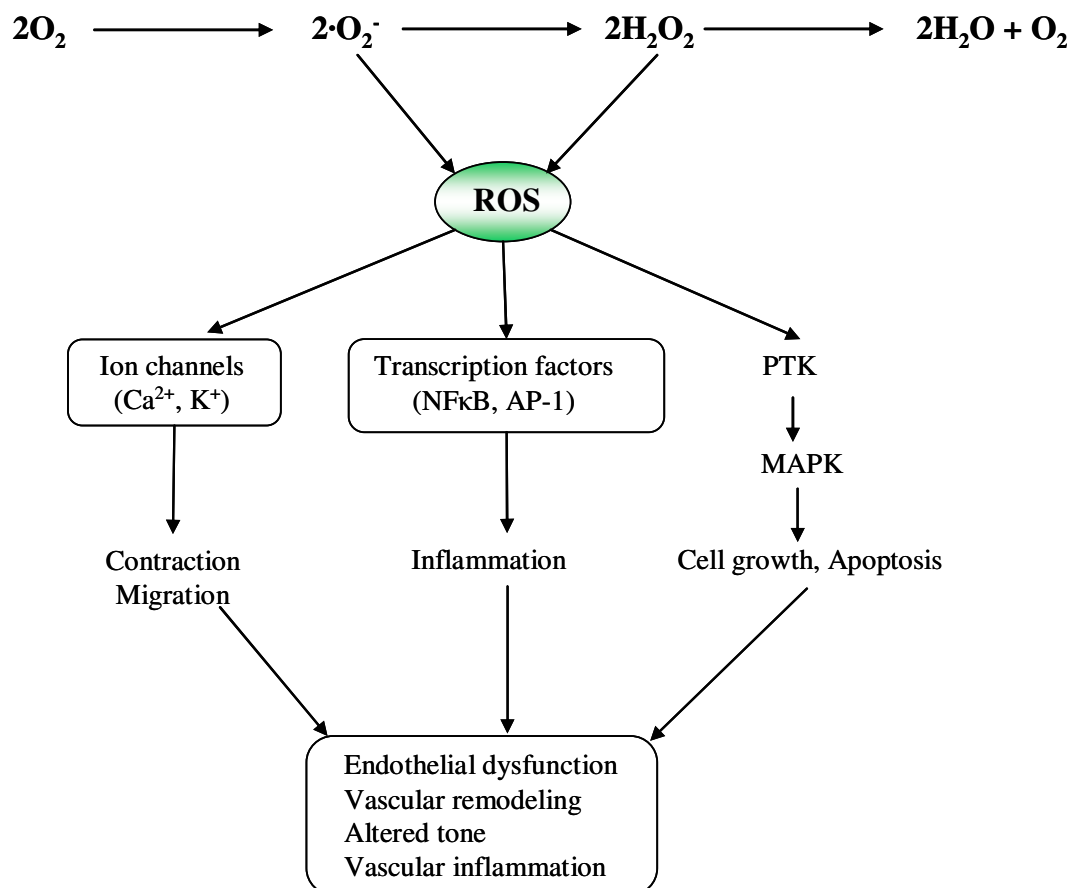 2O₂ 2·O₂⁻ 2H₂O₂ 2H₂O + O₂
ROS
Ion channels
(Ca²⁺, K⁺)
Transcription factors
(NFκB, AP-1)
PTK
MAPK
Contraction
Migration
Inflammation
Cell growth, Apoptosis
Endothelial dysfunction
Vascular remodeling
Altered tone
Vascular inflammation